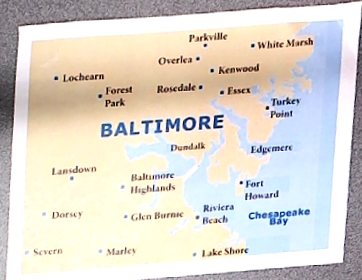 Parkville
White Marsh
Overlea
Kenwood
Lochearn
Rosedale
Essex
Forest
Park
Turkey
Point
BALTIMORE
Dundalk
Edgemere
Lansdown
Baltimore
Highlands
Fort
Howard
Dorsey
Glen Burnie
Riviera
Beach
Chesapeake
Bay
Severn
Marley
Lake Shore